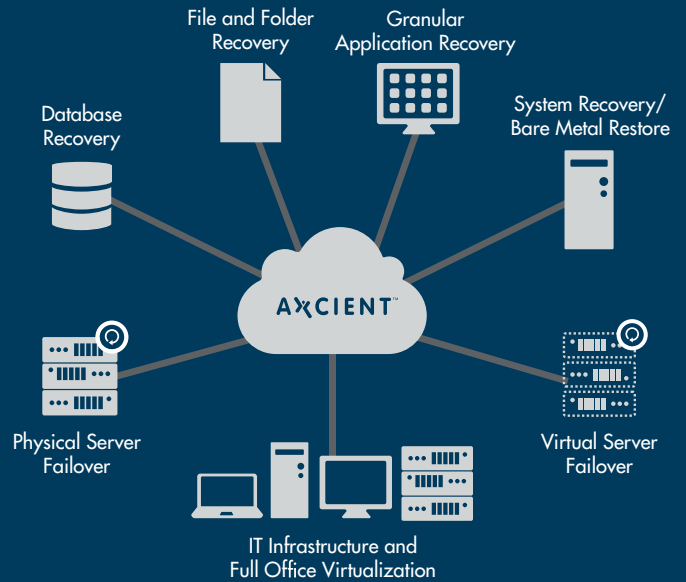 File and Folder
Recovery
Granular
Application Recovery
Database
Recovery
System Recovery/
Bare Metal Restore
AXCIENT™
Physical Server
Failover
Virtual Server
Failover
IT Infrastructure and
Full Office Virtualization